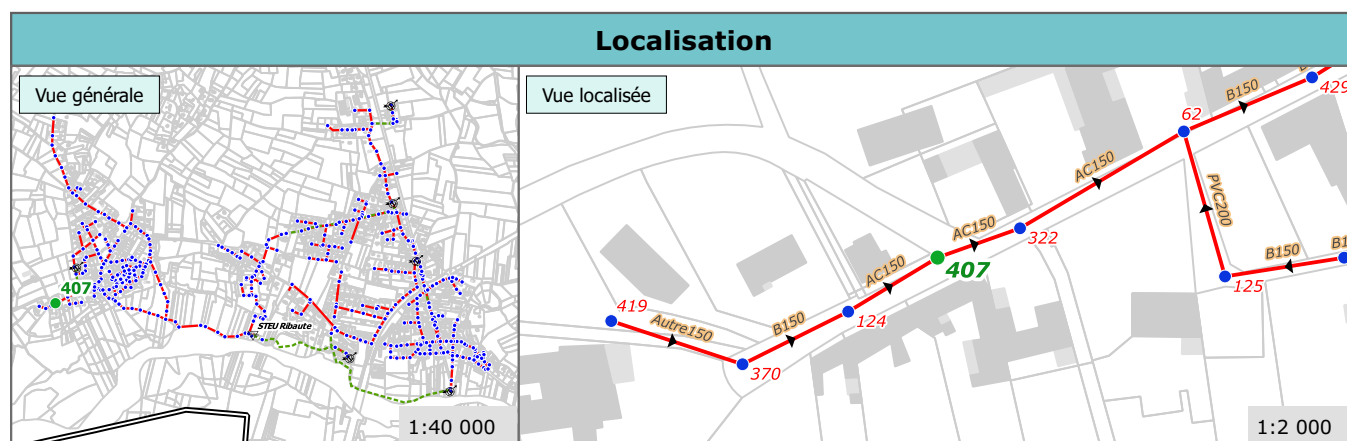 Localisation
Vue générale
407
STEU Ribaute
1:40 000
Vue localisée
B150
429
62
AC150
PVC200
AC150
322
B150
B1
407
AC150
125
419
Autre150
B150
124
370
1:2 000